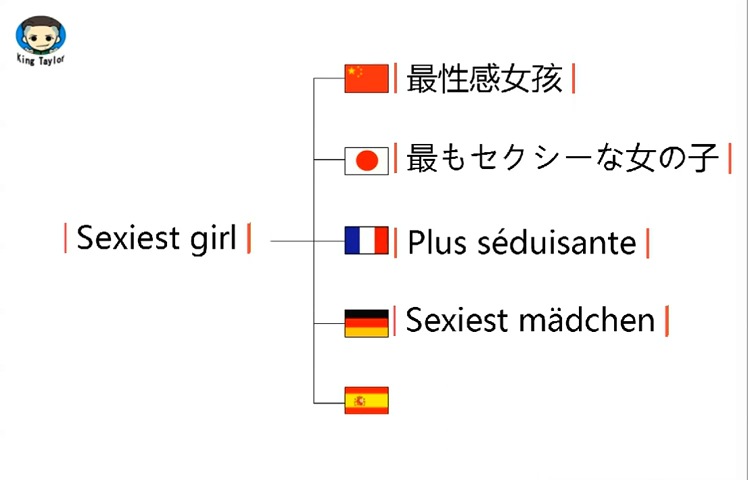 King Taylor
最性感女孩
最もセクシーな女の子
Sexiest girl
Plus séduisante
Sexiest mädchen